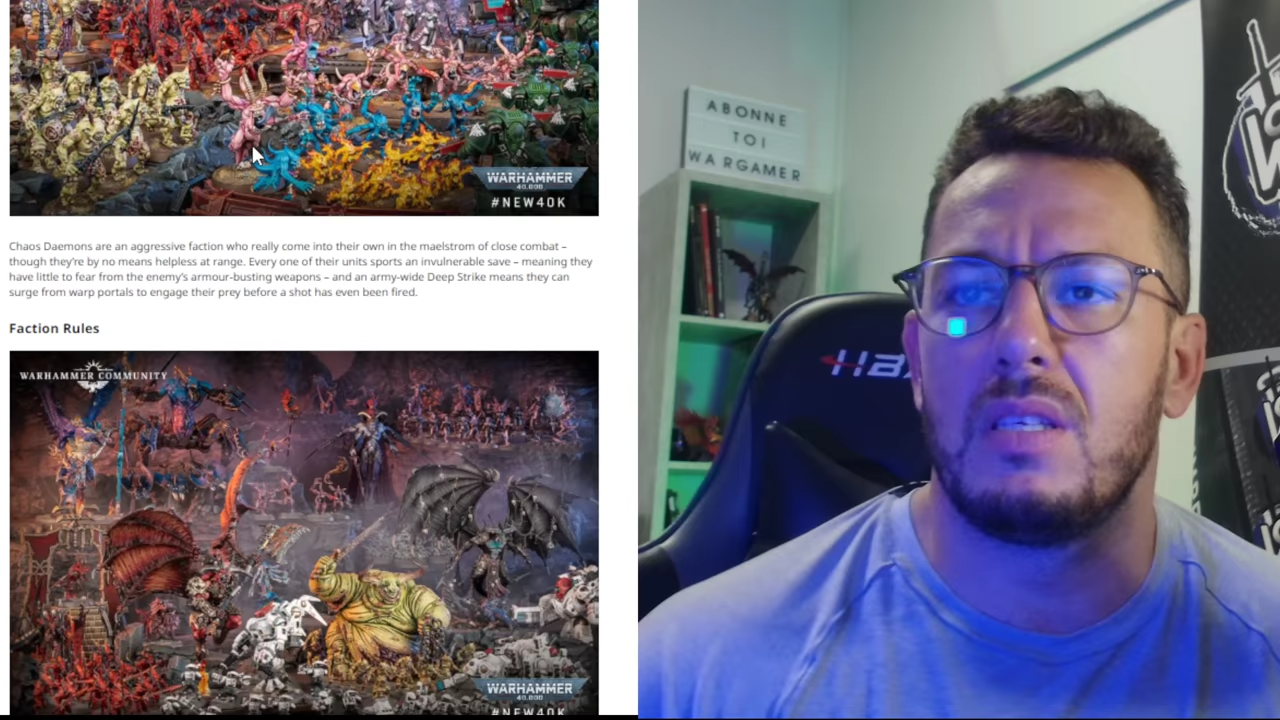 WARHAMMER
40,000
#NEW40K
Chaos Daemons are an aggressive faction who really come into their own in the maelstrom of close combat –
though they're by no means helpless at range. Every one of their units sports an invulnerable save – meaning they
have little to fear from the enemy's armour-busting weapons – and an army-wide Deep Strike means they can
surge from warp portals to engage their prey before a shot has even been fired.
Faction Rules
WARHAMMER COMMUNITY
WARHAMMER
40,000
#NEW40K
ABONNE
TOI
WARGAMER